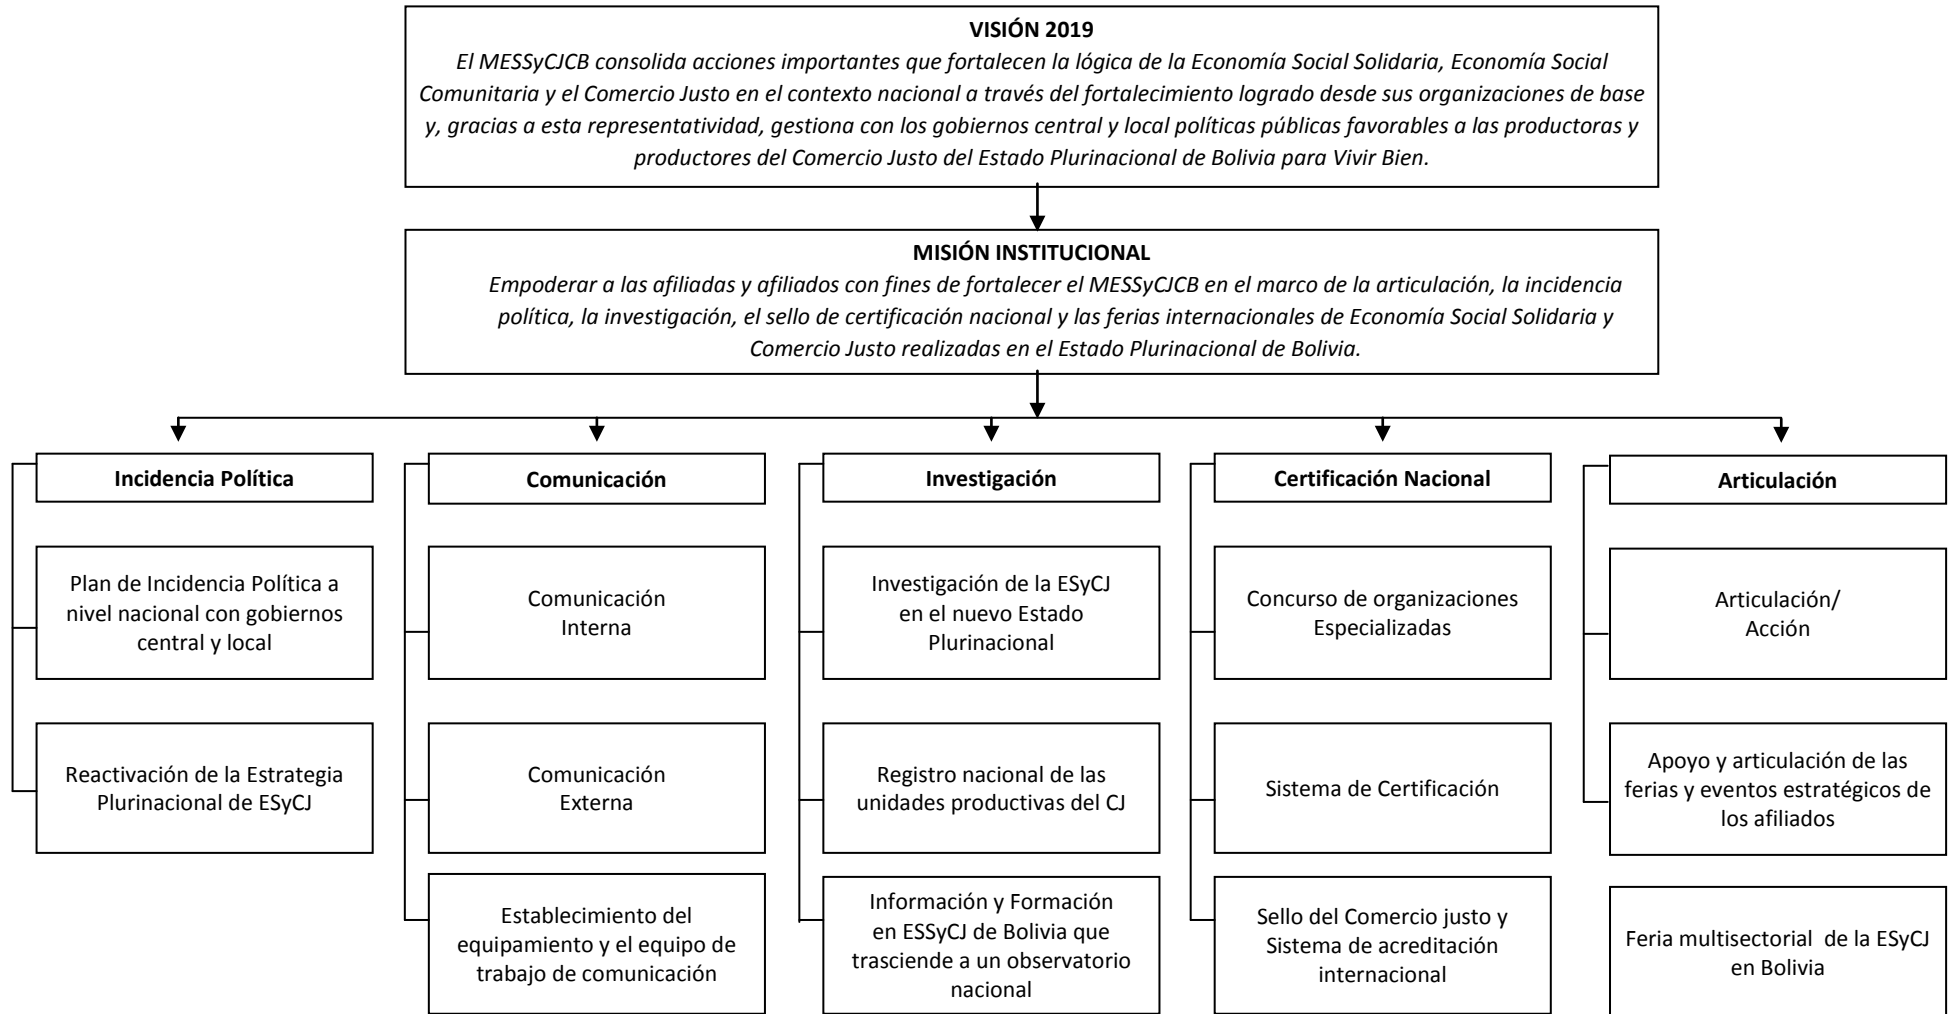 VISIÓN 2019
El MESSyCJCB consolida acciones importantes que fortalecen la lógica de la Economía Social Solidaria, Economía Social
Comunitaria y el Comercio Justo en el contexto nacional a través del fortalecimiento logrado desde sus organizaciones de base
y, gracias a esta representatividad, gestiona con los gobiernos central y local políticas públicas favorables a las productoras y
productores del Comercio Justo del Estado Plurinacional de Bolivia para Vivir Bien.
MISIÓN INSTITUCIONAL
Empoderar a las afiliadas y afiliados con fines de fortalecer el MESSyCJCB en el marco de la articulación, la incidencia
política, la investigación, el sello de certificación nacional y las ferias internacionales de Economía Social Solidaria y
Comercio Justo realizadas en el Estado Plurinacional de Bolivia.
Incidencia Política
Plan de Incidencia Política a
nivel nacional con gobiernos
central y local
Reactivación de la Estrategia
Plurinacional de ESyCJ
Comunicación
Comunicación
Interna
Comunicación
Externa
Establecimiento del
equipamiento y el equipo de
trabajo de comunicación
Investigación
Investigación de la ESyCJ
en el nuevo Estado
Plurinacional
Registro nacional de las
unidades productivas del CJ
Información y Formación
en ESSyCJ de Bolivia que
trasciende a un observatorio
nacional
Certificación Nacional
Concurso de organizaciones
Especializadas
Sistema de Certificación
Sello del Comercio justo y
Sistema de acreditación
internacional
Articulación
Articulación/
Acción
Apoyo y articulación de las
ferias y eventos estratégicos de
los afiliados
Feria multisectorial de la ESyCJ
en Bolivia